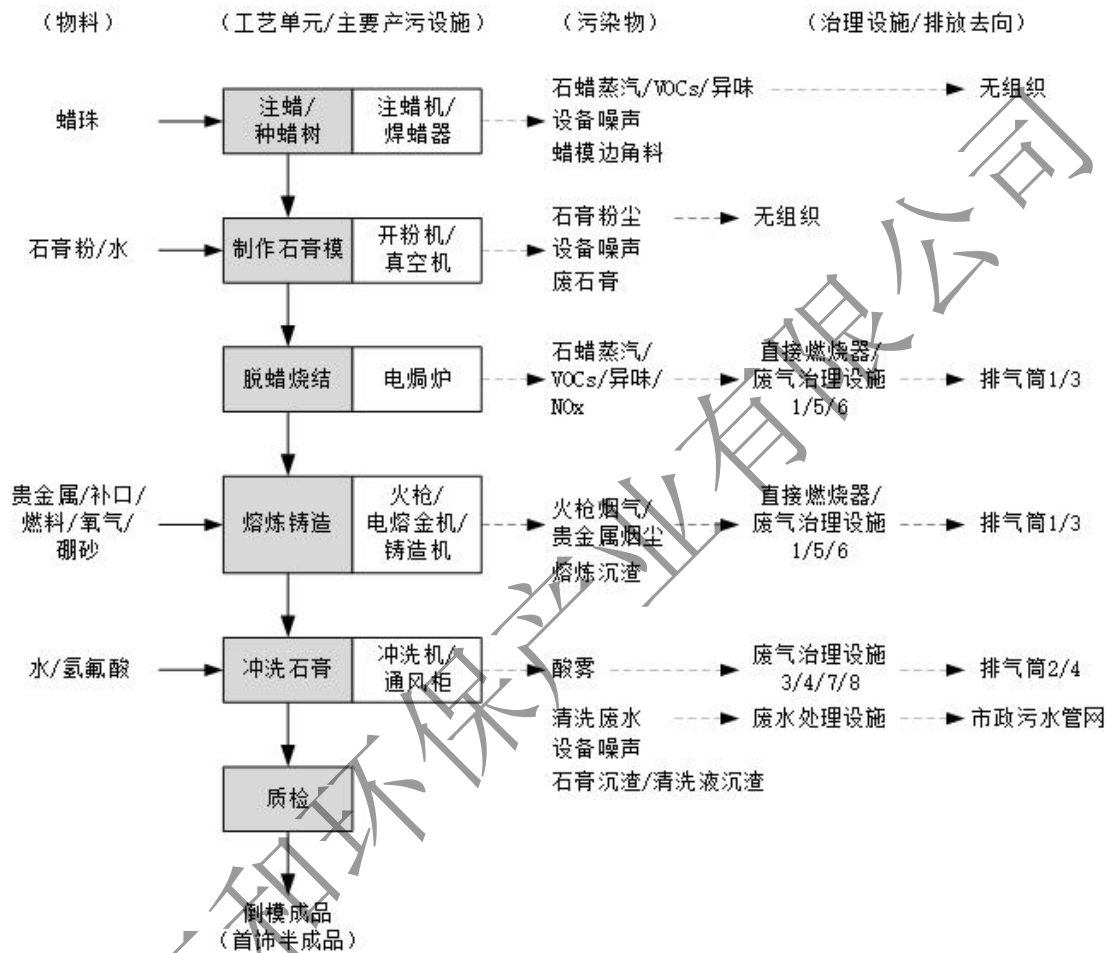 （物料）
（工艺单元/主要产污设施）
（污染物）
（治理设施/排放去向）
蜡珠
注蜡/
种蜡树
注蜡机/
焊蜡器
石蜡蒸汽/VOCs/异味
无组织
设备噪声
蜡模边角料
石膏粉/水
制作石膏模
开粉机/
真空机
石膏粉尘
无组织
设备噪声
废石膏
脱蜡烧结
电焗炉
石蜡蒸汽/
VOCs/异味/
NOx
直接燃烧器/
废气治理设施
1/5/6
排气筒1/3
贵金属/补口/
燃料/氧气/
硼砂
熔炼铸造
火枪/
电熔金机/
铸造机
火枪烟气/
贵金属烟尘
熔炼沉渣
直接燃烧器/
废气治理设施
1/5/6
排气筒1/3
水/氢氟酸
冲洗石膏
冲洗机/
通风柜
酸雾
废气治理设施
3/4/7/8
排气筒2/4
清洗废水
废水处理设施
市政污水管网
设备噪声
石膏沉渣/清洗液沉渣
质检
倒模成品
（首饰半成品）
和环保产业有限公司